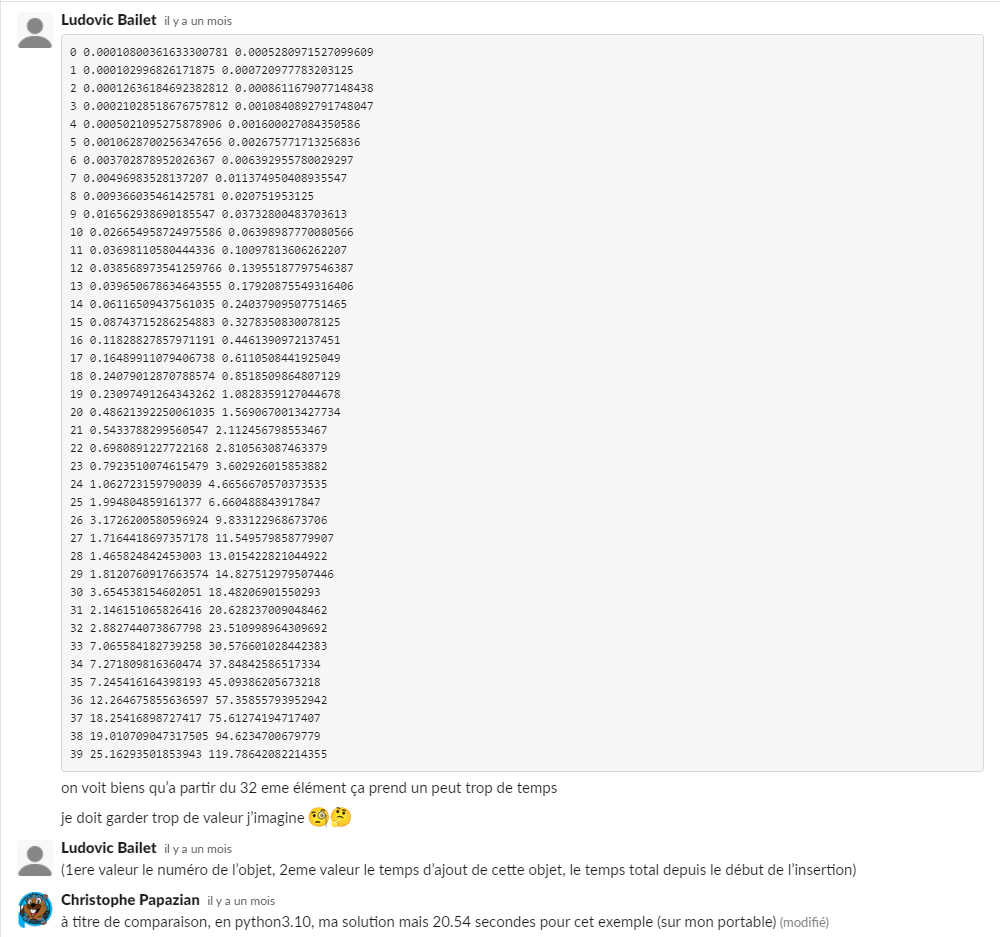 Ludovic Bailet il y a un mois
0 0.00010800361633300781 0.0005280971527099609
1 0.000102996826171875 0.000720977783203125
2 0.00012636184692382812 0.0008611679077148438
3 0.00021028518676757812 0.0010840892791748047
4 0.0005021095275878906 0.001600027084350586
5 0.0010628700256347656 0.002675771713256836
6 0.003702878952026367 0.006392955780029297
7 0.00496983528137207 0.011374950408935547
8 0.009366035461425781 0.020751953125
9 0.016562938690185547 0.03732800483703613
10 0.026654958724975586 0.06398987770080566
11 0.03698110580444336 0.10097813606262207
12 0.038568973541259766 0.13955187797546387
13 0.039650678634643555 0.17920875549316406
14 0.06116509437561035 0.24037909507751465
15 0.08743715286254883 0.3278350830078125
16 0.11828827857971191 0.4461390972137451
17 0.16489911079406738 0.6110508441925049
18 0.24079012870788574 0.8518509864807129
19 0.23097491264343262 1.0828359127044678
20 0.48621392250061035 1.5690670013427734
21 0.5433788299560547 2.112456798553467
22 0.6980891227722168 2.810563087463379
23 0.7923510074615479 3.602926015853882
24 1.062723159790039 4.6656670570373535
25 1.994804859161377 6.660488843917847
26 3.1726200580596924 9.833122968673706
27 1.7164418697357178 11.549579858779907
28 1.465824842453003 13.015422821044922
29 1.8120760917663574 14.827512979507446
30 3.654538154602051 18.48206901550293
31 2.146151065826416 20.628237009048462
32 2.882744073867798 23.510998964309692
33 7.065584182739258 30.576601028442383
34 7.271809816360474 37.84842586517334
35 7.245416164398193 45.09386205673218
36 12.264675855636597 57.35855793952942
37 18.25416898727417 75.61274194717407
38 19.010709047317505 94.6234700679779
39 25.16293501853943 119.78642082214355
on voit biens qu’a partir du 32 eme élément ça prend un peut trop de temps
je doit garder trop de valeur j’imagine 🧐🤔
Ludovic Bailet il y a un mois
(1ere valeur le numéro de l’objet, 2eme valeur le temps d’ajout de cette objet, le temps total depuis le début de l’insertion)
Christophe Papazian il y a un mois
à titre de comparaison, en python3.10, ma solution mais 20.54 secondes pour cet exemple (sur mon portable) (modifié)